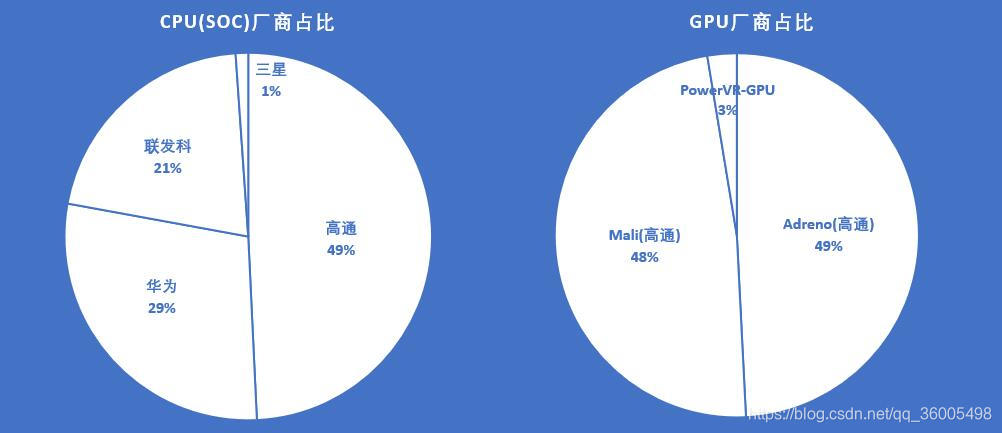 CPU(SOC)厂商占比
三星
1%
联发科
21%
高通
49%
华为
29%
GPU厂商占比
PowerVR-GPU
3%
Adreno(高通)
49%
Mali(高通)
48%
https://blog.csdn.net/qq_36005498